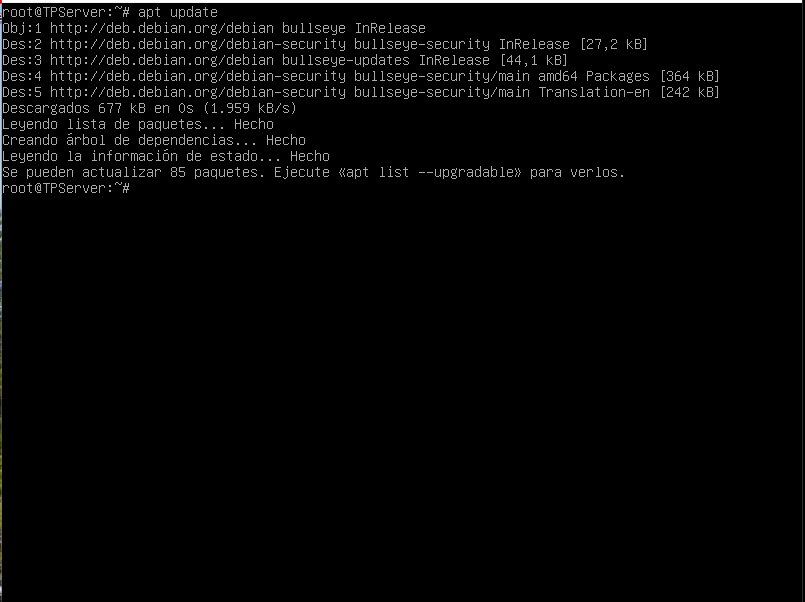 root@TPServer:~# apt update
Obj:1 http://deb.debian.org/debian bullseye InRelease
Des:2 http://deb.debian.org/debian-security bullseye-security InRelease [27,2 kB]
Des:3 http://deb.debian.org/debian bullseye-updates InRelease [44,1 kB]
Des:4 http://deb.debian.org/debian-security bullseye-security/main amd64 Packages [364 kB]
Des:5 http://deb.debian.org/debian-security bullseye-security/main Translation-en [242 kB]
Descargados 677 kB en 0s (1.959 kB/s)
Leyendo lista de paquetes... Hecho
Creando árbol de dependencias... Hecho
Leyendo la información de estado... Hecho
Se pueden actualizar 85 paquetes. Ejecute «apt list --upgradable» para verlos.
root@TPServer:~#